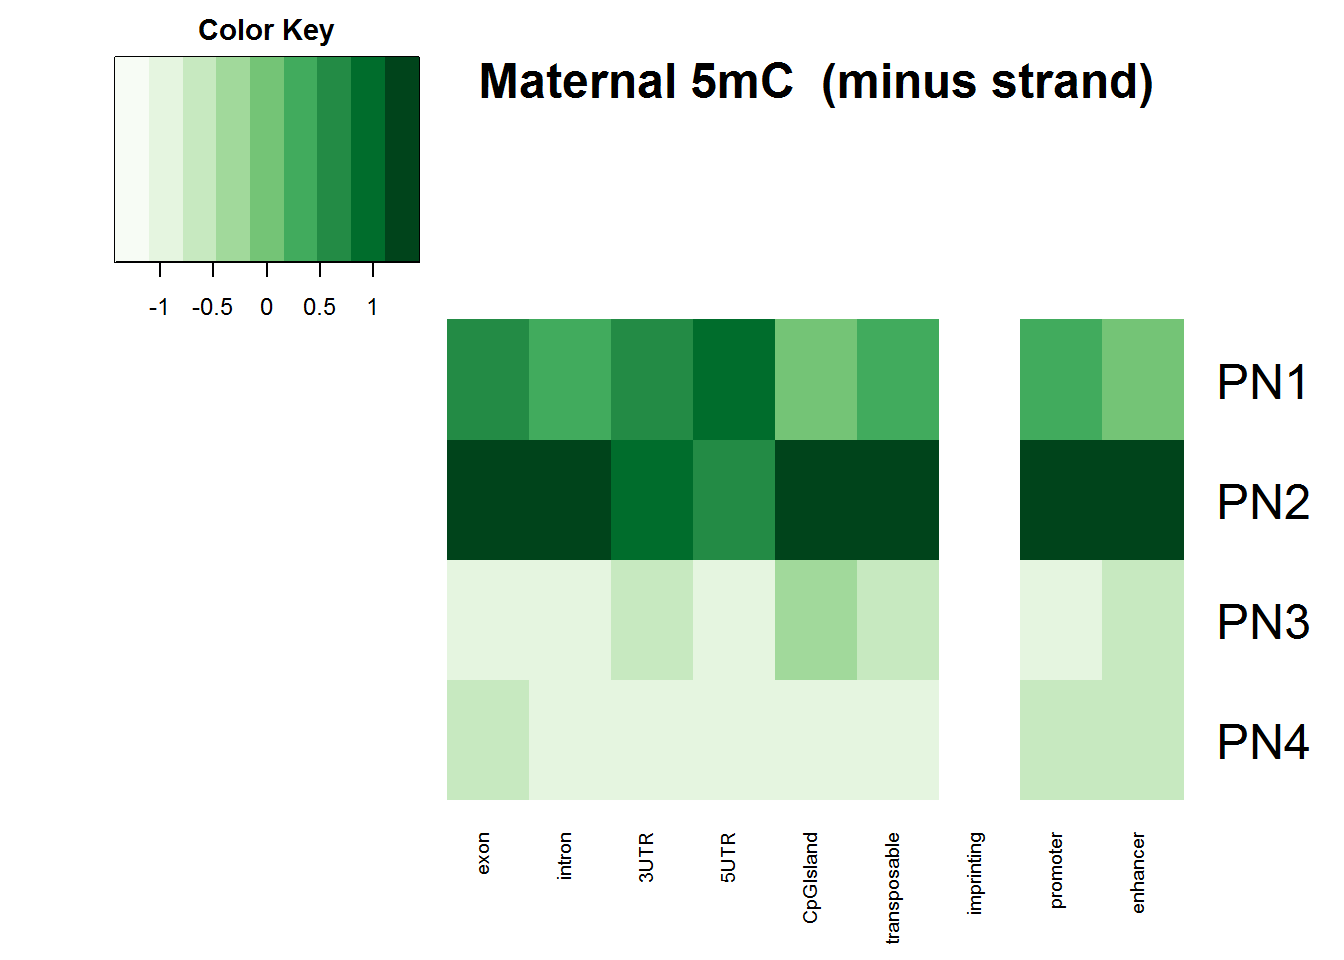 Color Key
Maternal 5mC  (minus strand)
-1 -0.5 0 0.5 1
PN1
PN2
PN3
PN4
exon
intron
3UTR
5UTR
CpGIsland
transposable
imprinting
promoter
enhancer